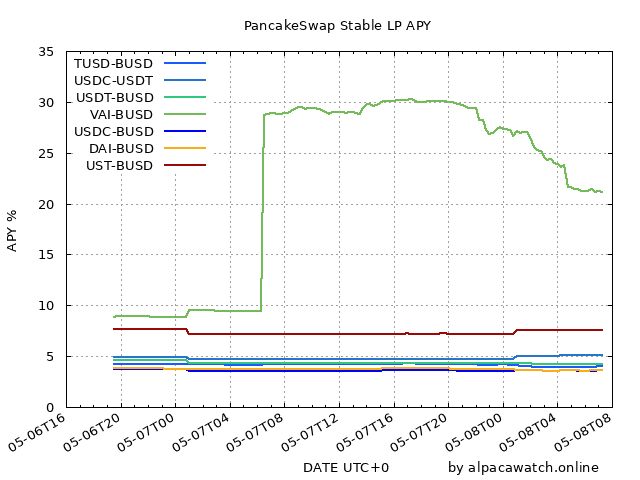 PancakeSwap Stable LP APY
35
30
25
20
15
10
5
0
APY %
TUSD-BUSD
USDC-USDT
USDT-BUSD
VAI-BUSD
USDC-BUSD
DAI-BUSD
UST-BUSD
05-06T16
05-06T20
05-07T00
05-07T04
05-07T08
05-07T12
05-07T16
05-07T20
05-08T00
05-08T04
05-08T08
DATE UTC+0
by alpacawatch.online